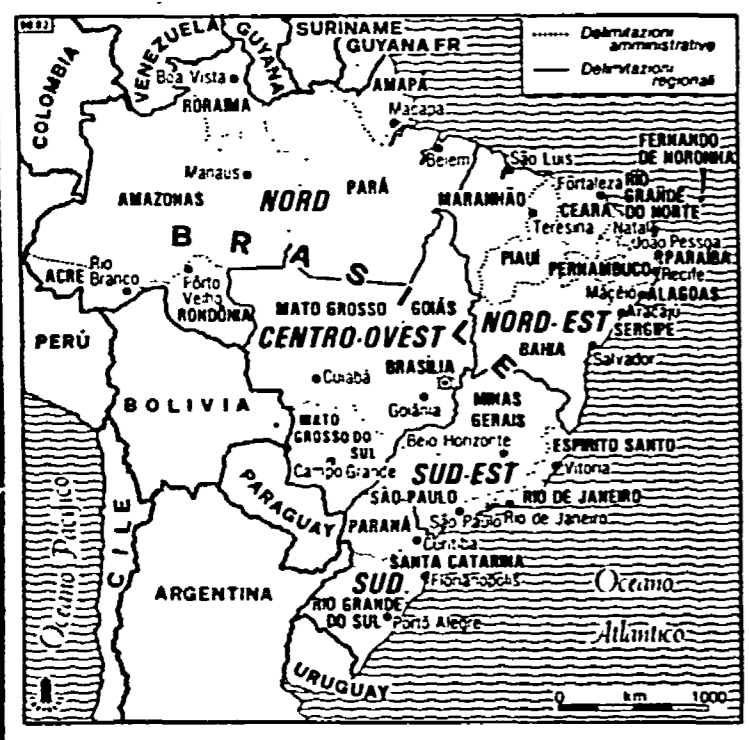 SURINAME
GUYANA FR
VENEZUELA
GUYANA
COLOMBIA
Delimitazioni
amministrative
Delimitazioni
regionali
Boa Vista
RORAIMA
AMAPÁ
Macapa
Belem
São Luis
FERNANDO
DE NORONHA
Manaus
AMAZONAS
NORD
PARÁ
MARANHÃO
Fortaleza
RIO
GRANDE
DO NORTE
CEARA
Teresina
Natal
João Pessoa
PARAIBA
BRASILE
PIAUÍ
PERNAMBUCO
Recife
ACRE
Rio
Branco
Pôrto
Velho
RONDÔNIA
MATO GROSSO
GOIÁS
Maceió
ALAGOAS
Aracaju
SERGIPE
NORD-EST
BAHIA
Salvador
PERÚ
CENTRO-OVEST
BRASÍLIA
Cuiabá
Goiânia
MINAS
GERAIS
BOLIVIA
MATO
GROSSO DO
SUL
Campo Grande
Belo Horizonte
ESPIRITO SANTO
Vitoria
SUD-EST
SÃO PAULO
RIO DE JANEIRO
São Paulo
Rio de Janeiro
PARAGUAY
PARANÁ
Curitiba
SANTA CATARINA
Florianopolis
CILE
ARGENTINA
SUD
RIO GRANDE
DO SUL
Porto Alegre
URUGUAY
Oceano Pacifico
Oceano
Atlantico
0 km 1000